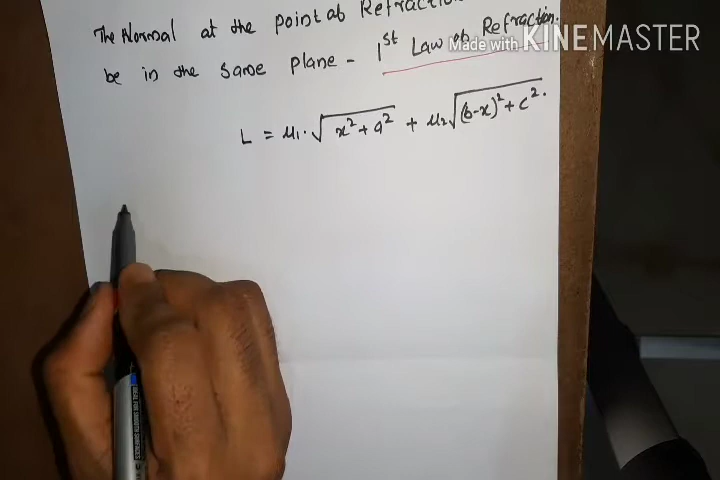 The Normal at the point of Refraction
be in the same plane - 1st Law of Refraction.
Made with KINEMASTER
L = μ₁.√x²+a² + μ₂√(b-x)²+c².